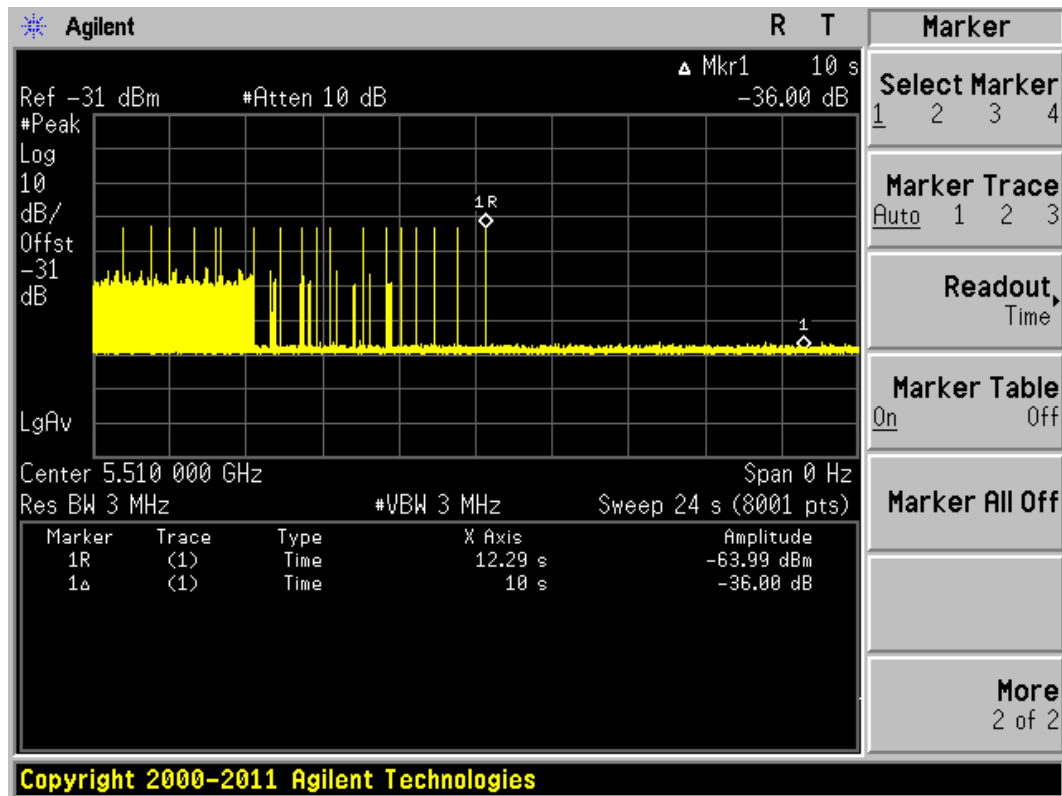 Agilent R T
Δ Mkr1 10 s
Ref -31 dBm #Atten 10 dB -36.00 dB
#Peak
Log
10
dB/
Offst
-31
dB
1R
1
LgAv
Center 5.510 000 GHz Span 0 Hz
Res BW 3 MHz #VBW 3 MHz Sweep 24 s (8001 pts)
Marker Trace Type X Axis Amplitude
1R (1) Time 12.29 s -63.99 dBm
1Δ (1) Time 10 s -36.00 dB
Copyright 2000-2011 Agilent Technologies
Marker
Select Marker
1 2 3 4
Marker Trace
Auto 1 2 3
Readout
Time
Marker Table
On Off
Marker All Off
More
2 of 2